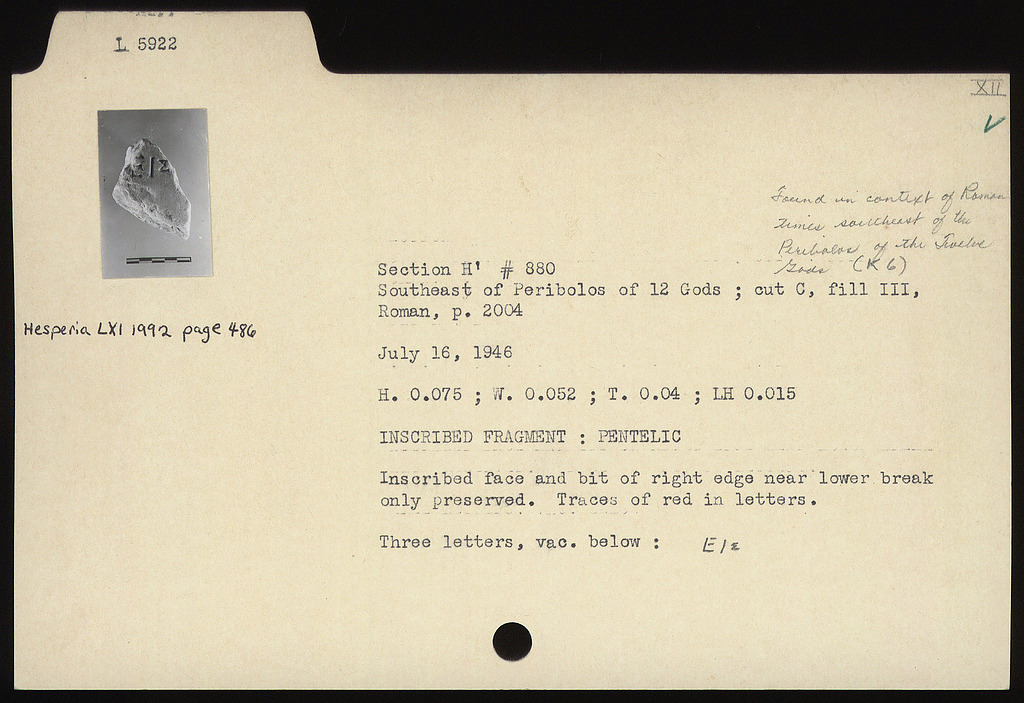 I 5922
XII
E I Σ
Found in context of Roman
times southeast of the
Peribolos of the Twelve
Gods (K 6)
Section H' # 880
Southeast of Peribolos of 12 Gods ; cut C, fill III,
Roman, p. 2004
Hesperia LXI 1992 page 486
July 16, 1946
H. 0.075 ; W. 0.052 ; T. 0.04 ; LH 0.015
INSCRIBED FRAGMENT : PENTELIC
Inscribed face and bit of right edge near lower break
only preserved. Traces of red in letters.
Three letters, vac. below : E I Σ